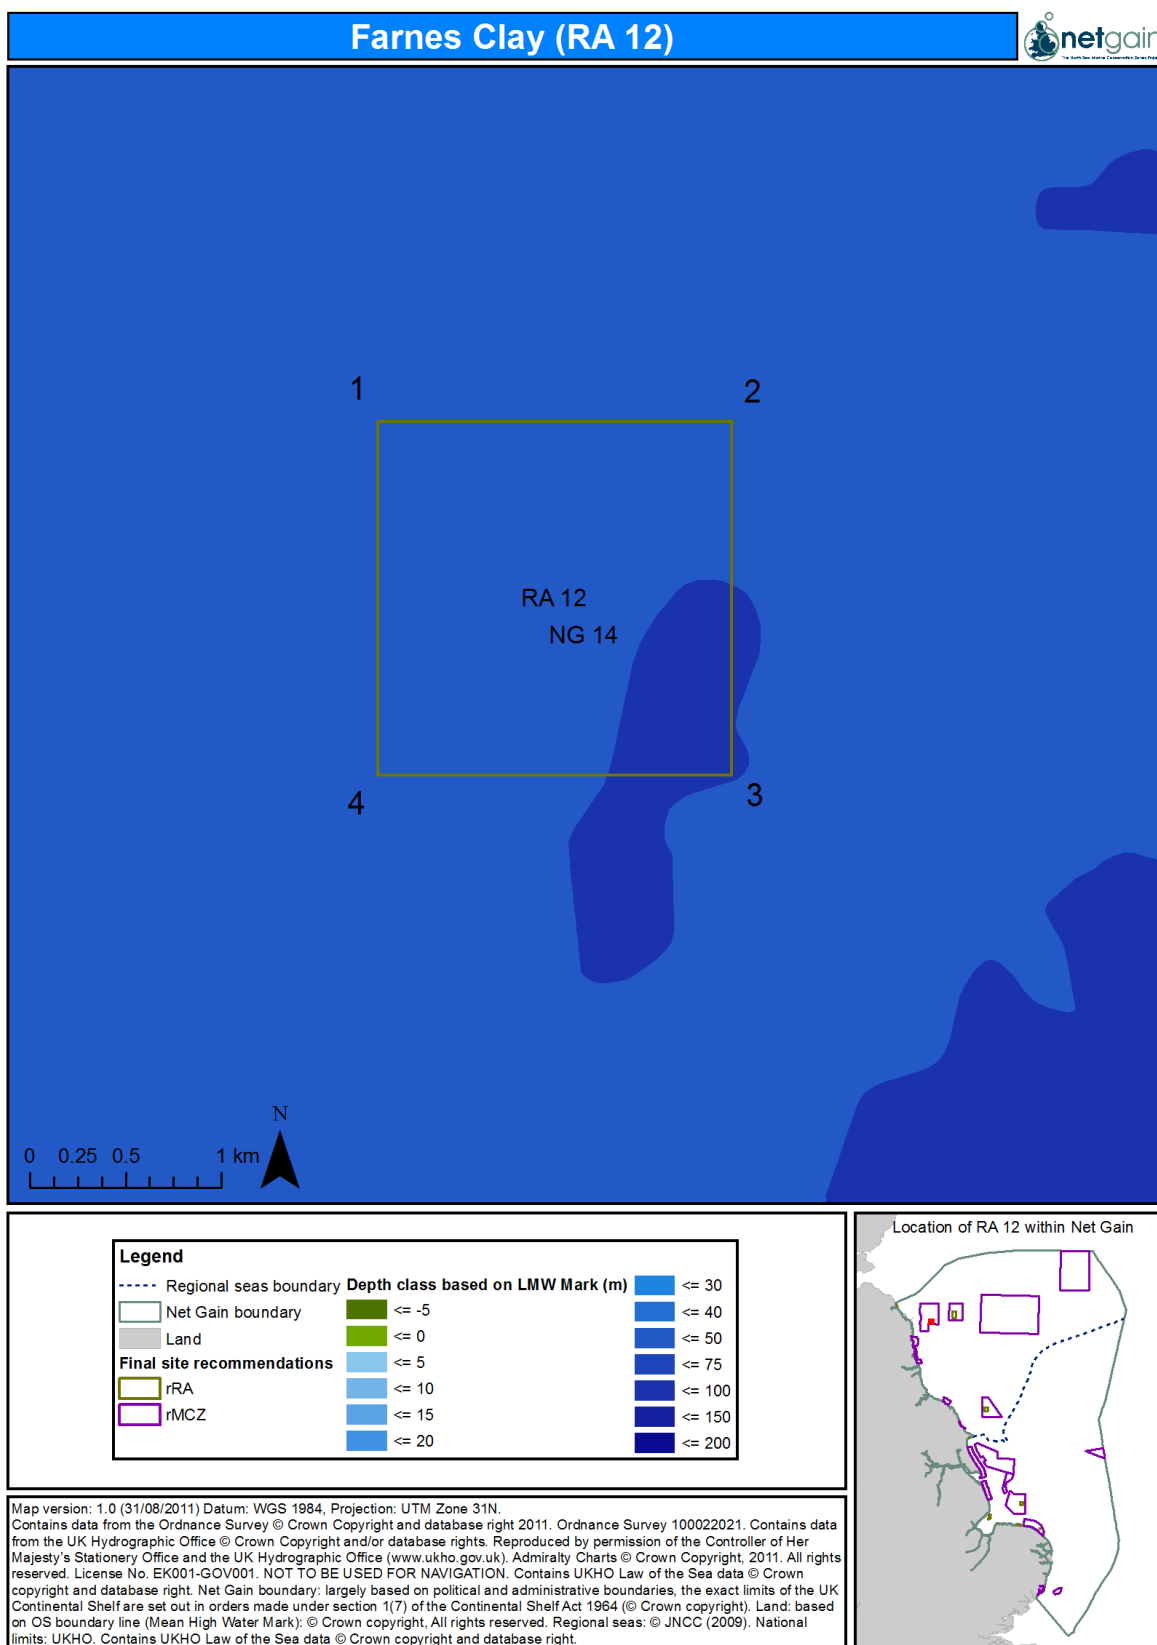 Farnes Clay (RA 12)
netgain
The North Sea Marine Conservation Zones Project
1
2
RA 12
NG 14
4
3
N
0 0.25 0.5 1 km
Legend
Regional seas boundary
Net Gain boundary
Land
Final site recommendations
rRA
rMCZ
Depth class based on LMW Mark (m)
<= -5
<= 0
<= 5
<= 10
<= 15
<= 20
<= 30
<= 40
<= 50
<= 75
<= 100
<= 150
<= 200
Location of RA 12 within Net Gain
Map version: 1.0 (31/08/2011) Datum: WGS 1984, Projection: UTM Zone 31N.
Contains data from the Ordnance Survey © Crown Copyright and database right 2011. Ordnance Survey 100022021. Contains data
from the UK Hydrographic Office © Crown Copyright and/or database rights. Reproduced by permission of the Controller of Her
Majesty's Stationery Office and the UK Hydrographic Office (www.ukho.gov.uk). Admiralty Charts © Crown Copyright, 2011. All rights
reserved. License No. EK001-GOV001. NOT TO BE USED FOR NAVIGATION. Contains UKHO Law of the Sea data © Crown
copyright and database right. Net Gain boundary: largely based on political and administrative boundaries, the exact limits of the UK
Continental Shelf are set out in orders made under section 1(7) of the Continental Shelf Act 1964 (© Crown copyright). Land: based
on OS boundary line (Mean High Water Mark): © Crown copyright, All rights reserved. Regional seas: © JNCC (2009). National
limits: UKHO. Contains UKHO Law of the Sea data © Crown copyright and database right.